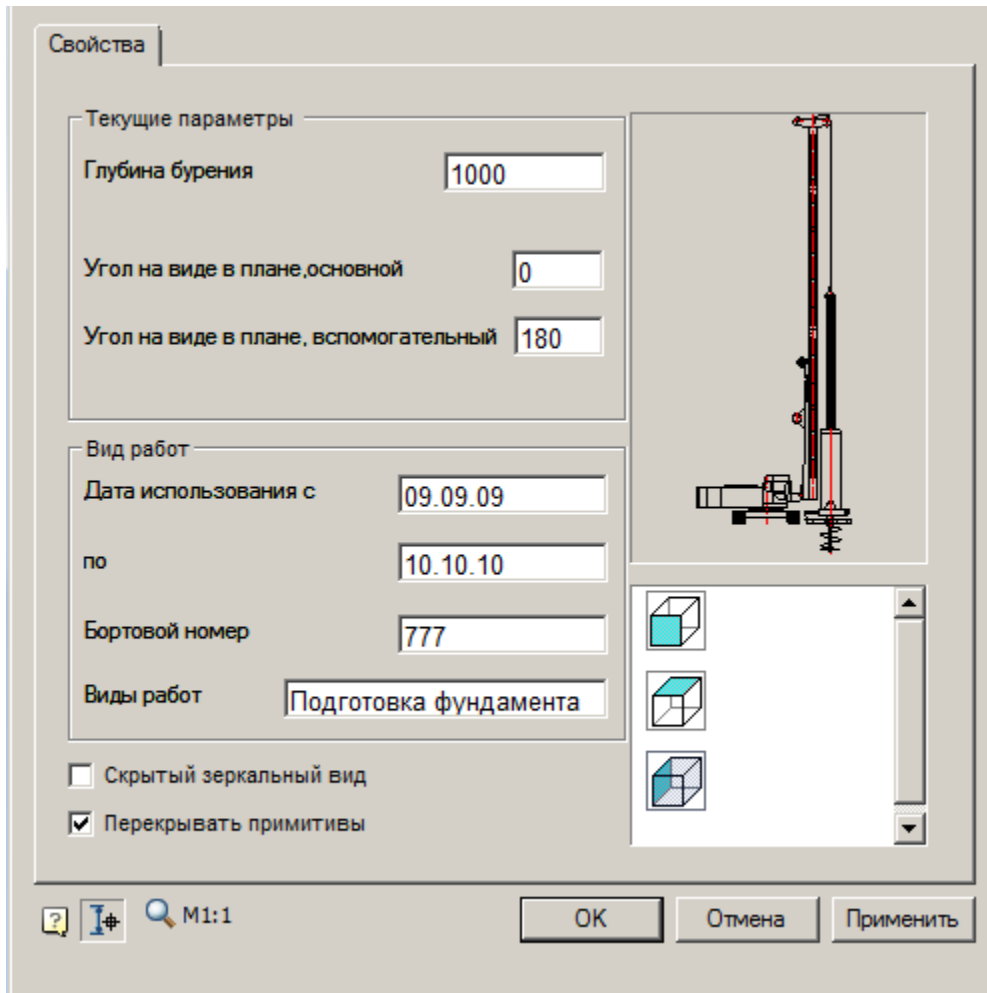 Свойства
Текущие параметры
Глубина бурения 1000
Угол на виде в плане,основной 0
Угол на виде в плане, вспомогательный 180
Вид работ
Дата использования с 09.09.09
по 10.10.10
Бортовой номер 777
Виды работ Подготовка фундамента
Скрытый зеркальный вид
Перекрывать примитивы
? М1:1 OK Отмена Применить